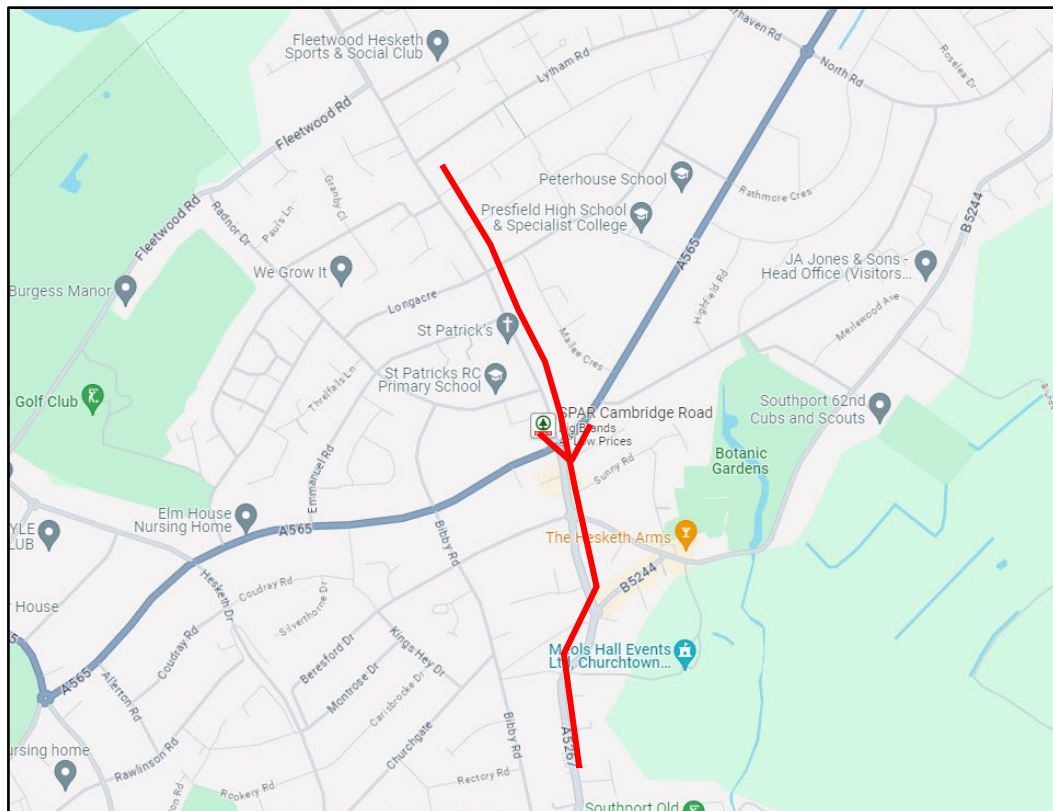 Fleetwood Hesketh
Sports & Social Club
Lytham Rd
North Rd
Roselea Dr
Fleetwood Rd
Granby Cl
Peterhouse School
Rathmore Cres
B5244
Radnor Dr
Pauls Ln
Presfield High School
& Specialist College
A565
Fleetwood Rd
We Grow It
JA Jones & Sons -
Head Office (Visitors...
Burgess Manor
Longacre
Highfield Rd
Merlewood Ave
St Patrick's
Mallee Cres
St Patricks RC
Primary School
Threlfalls Ln
Golf Club
SPAR Cambridge Road
Big Brands
At Low Prices
Southport 62nd
Cubs and Scouts
Botanic
Gardens
Emmanuel Rd
Sunny Rd
Elm House
Nursing Home
A565
The Hesketh Arms
Bibby Rd
B5244
Hesketh Dr
Coudray Rd
Silverthorne Dr
House
Coudray Rd
Beresford Dr
Kings Hey Dr
Meols Hall Events
Ltd, Churchtown...
A565
Allerton Rd
Montrose Dr
Carisbrooke Dr
Bibby Rd
A5267
Churchgate
Rawlinson Rd
Rectory Rd
Rookery Rd
Southport Old